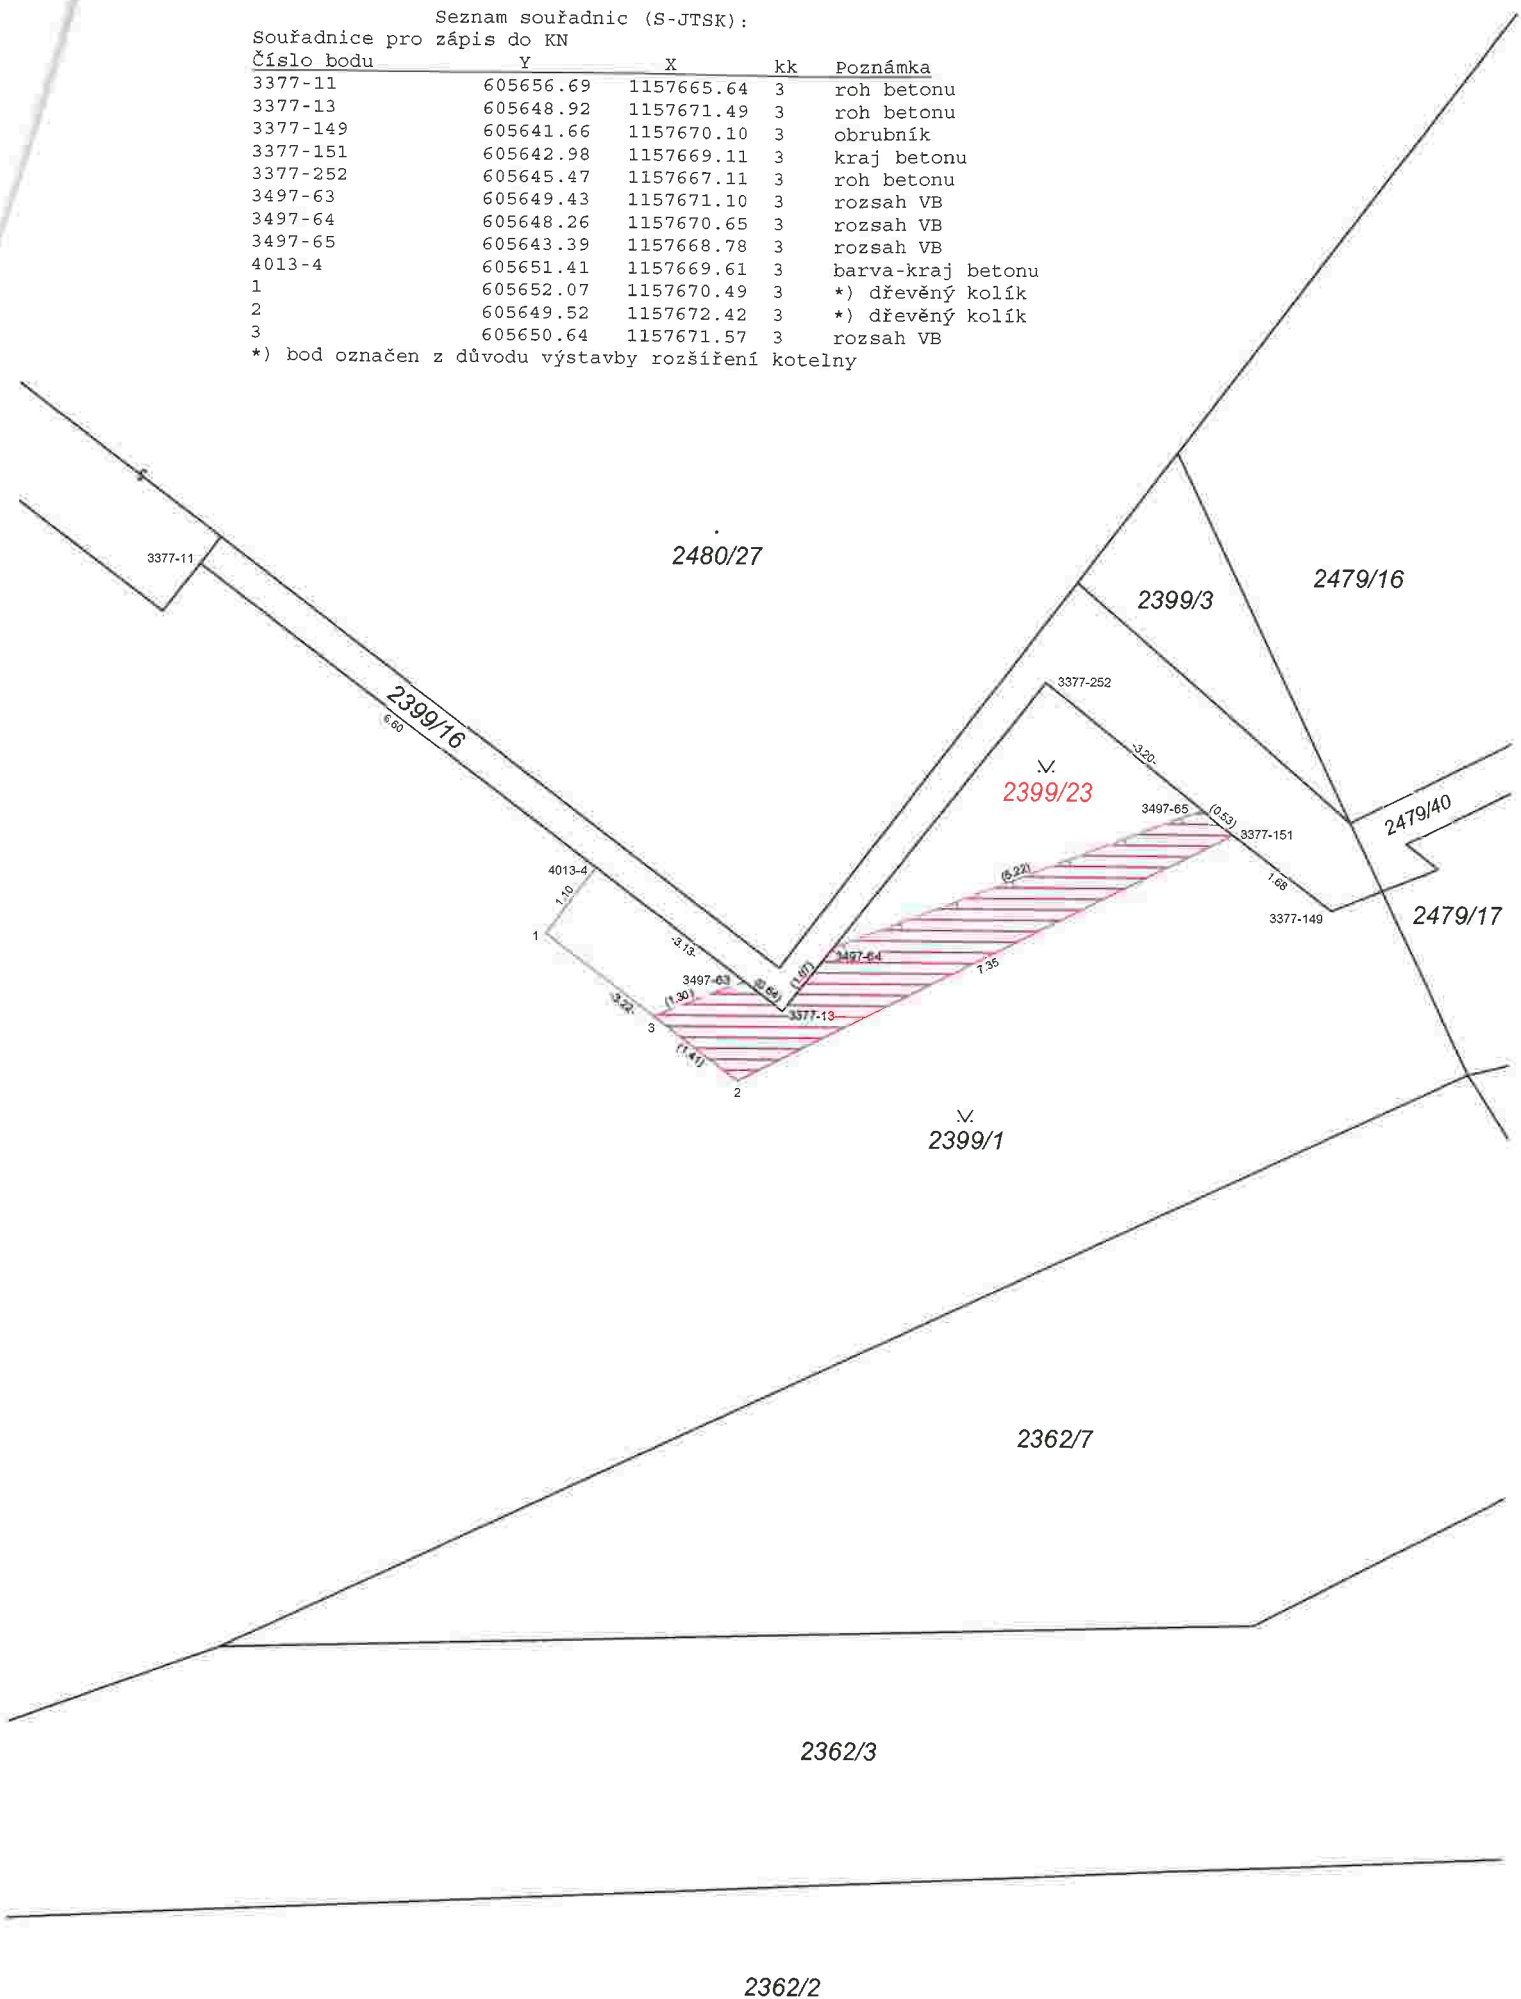 Seznam souřadnic (S-JTSK):
Souřadnice pro zápis do KN
Číslo bodu Y X kk Poznámka
3377-11 605656.69 1157665.64 3 roh betonu
3377-13 605648.92 1157671.49 3 roh betonu
3377-149 605641.66 1157670.10 3 obrubník
3377-151 605642.98 1157669.11 3 kraj betonu
3377-252 605645.47 1157667.11 3 roh betonu
3497-63 605649.43 1157671.10 3 rozsah VB
3497-64 605648.26 1157670.65 3 rozsah VB
3497-65 605643.39 1157668.78 3 rozsah VB
4013-4 605651.41 1157669.61 3 barva-kraj betonu
1 605652.07 1157670.49 3 *) dřevěný kolík
2 605649.52 1157672.42 3 *) dřevěný kolík
3 605650.64 1157671.57 3 rozsah VB
*) bod označen z důvodu výstavby rozšíření kotelny
3377-11
2480/27
2399/3
2479/16
2399/16
6.60
3377-252
-3.20-
2399/23
3497-65
(0.53)
3377-151
2479/40
4013-4
1.10
(5.22)
1.68
3377-149
2479/17
1
-3.13-
3497-64
(1.07)
7.35
3497-63
(0.64)
(1.30)
-3.22-
3377-13
3
(1.41)
2
2399/1
2362/7
2362/3
2362/2